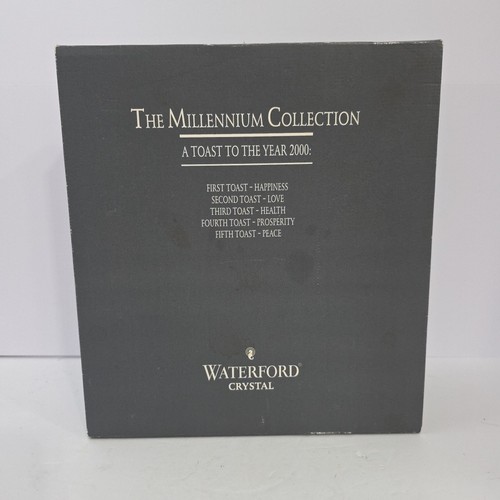 THE MILLENNIUM COLLECTION
A TOAST TO THE YEAR 2000:
FIRST TOAST - HAPPINESS
SECOND TOAST - LOVE
THIRD TOAST - HEALTH
FOURTH TOAST - PROSPERITY
FIFTH TOAST - PEACE
WATERFORD®
CRYSTAL